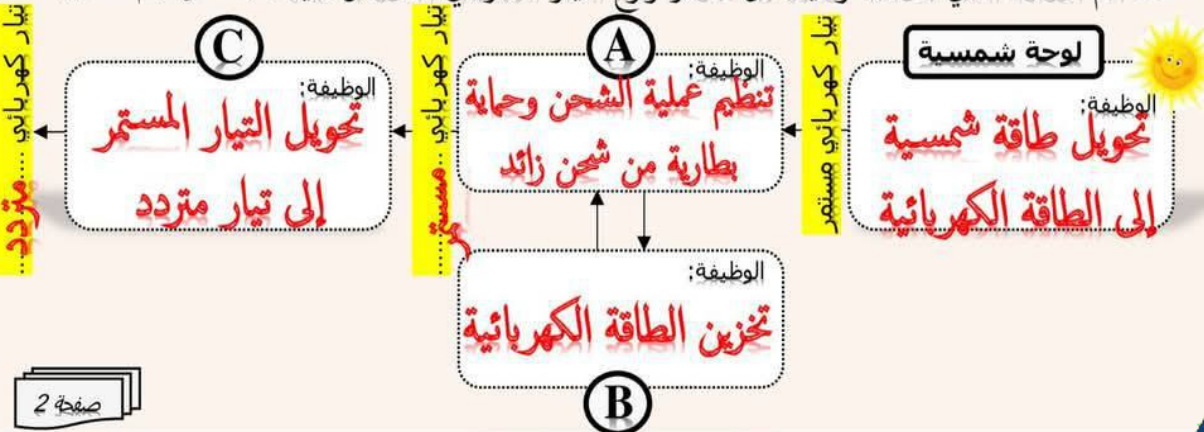 لوحة شمسية
الوظيفة:
تحويل طاقة شمسية
إلى الطاقة الكهربائية
تيار كهربائي مستمر
A
الوظيفة:
تنظيم عملية الشحن وحماية
بطارية من شحن زائد
تيار كهربائي ...مستمر...
C
الوظيفة:
تحويل التيار المستمر
إلى تيار متردد
تيار كهربائي ...متردد...
الوظيفة:
تخزين الطاقة الكهربائية
B
صفحة 2